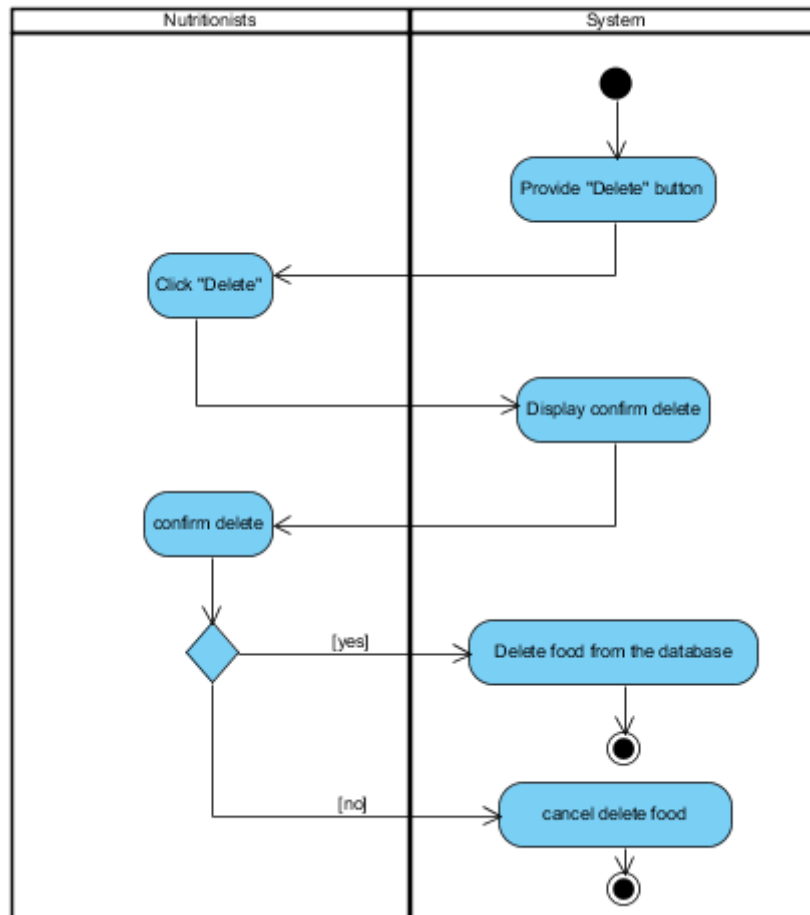 Nutritionists
System
Provide "Delete" button
Click "Delete"
Display confirm delete
confirm delete
[yes]
Delete food from the database
[no]
cancel delete food